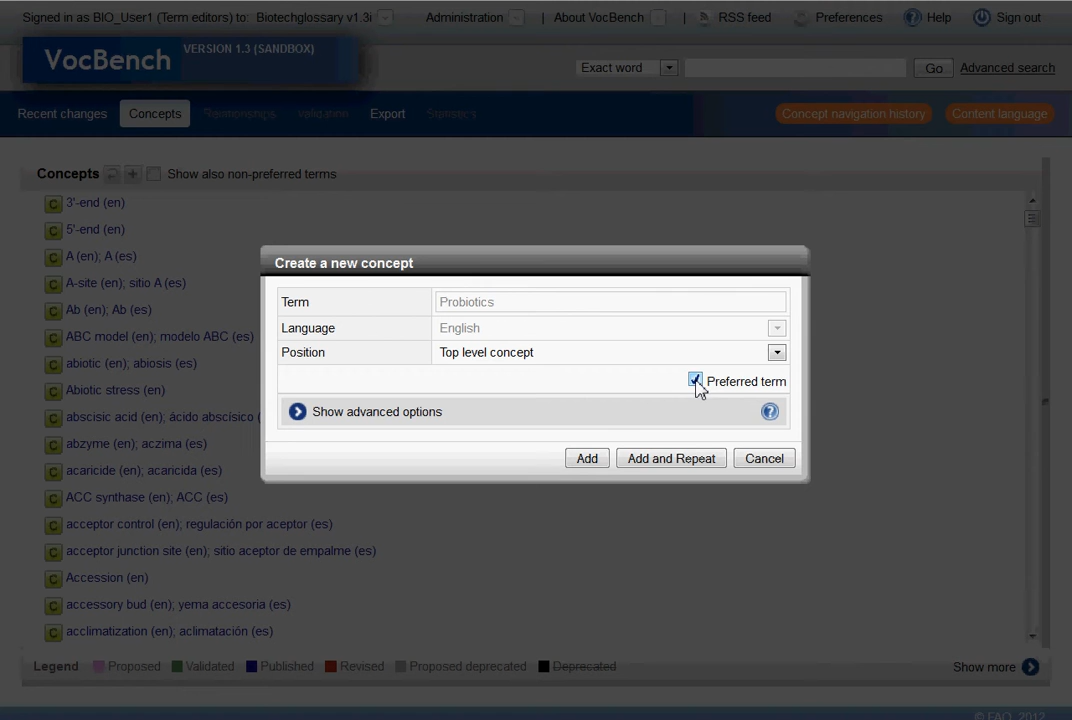 Signed in as BIO_User1 (Term editors) to: Biotechglossary v1.3i Administration | About VocBench | RSS feed Preferences Help Sign out
VocBench VERSION 1.3 (SANDBOX)
Exact word Go Advanced search
Recent changes Concepts Relationships Validation Export Statistics Concept navigation history Content language
Concepts Show also non-preferred terms
C 3'-end (en)
C 5'-end (en)
C A (en); A (es)
C A-site (en); sitio A (es)
C Ab (en); Ab (es)
C ABC model (en); modelo ABC (es)
C abiotic (en); abiosis (es)
C Abiotic stress (en)
C abscisic acid (en); ácido abscísico (
C abzyme (en); aczima (es)
C acaricide (en); acaricida (es)
C ACC synthase (en); ACC (es)
C acceptor control (en); regulación por aceptor (es)
C acceptor junction site (en); sitio aceptor de empalme (es)
C Accession (en)
C accessory bud (en); yema accesoria (es)
C acclimatization (en); aclimatación (es)
Create a new concept
Term Probiotics
Language English
Position Top level concept
Preferred term
Show advanced options
Add Add and Repeat Cancel
Legend Proposed Validated Published Revised Proposed deprecated Deprecated Show more
© FAO, 2012